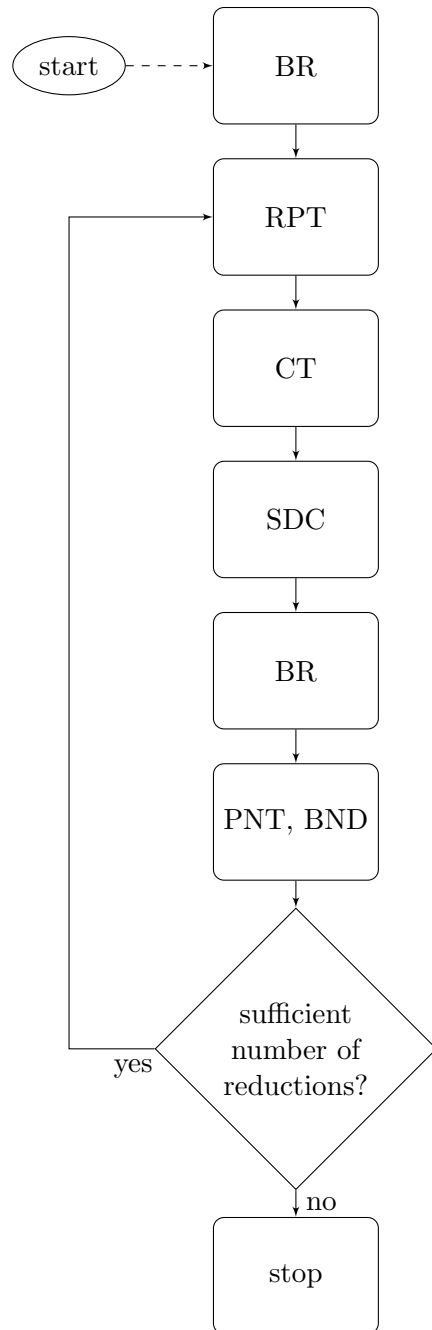 start
BR
RPT
CT
SDC
BR
PNT, BND
sufficient
number of
reductions?
yes
no
stop